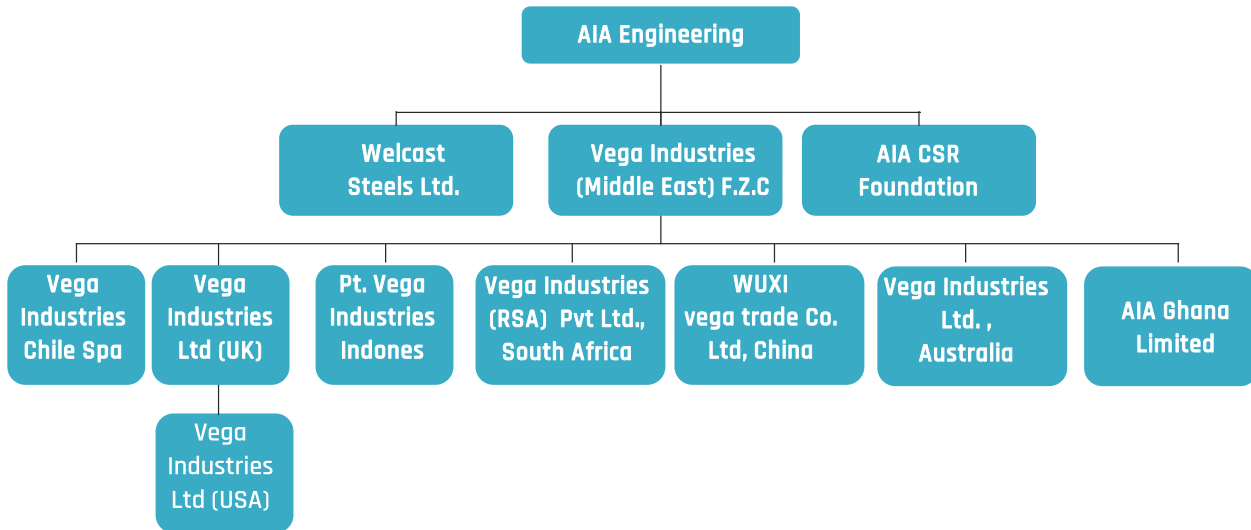 AIA Engineering
Welcast
Steels Ltd.
Vega Industries
(Middle East) F.Z.C
AIA CSR
Foundation
Vega
Industries
Chile Spa
Vega
Industries
Ltd (UK)
Pt. Vega
Industries
Indones
Vega Industries
(RSA) Pvt Ltd.,
South Africa
WUXI
vega trade Co.
Ltd, China
Vega Industries
Ltd. ,
Australia
AIA Ghana
Limited
Vega
Industries
Ltd (USA)